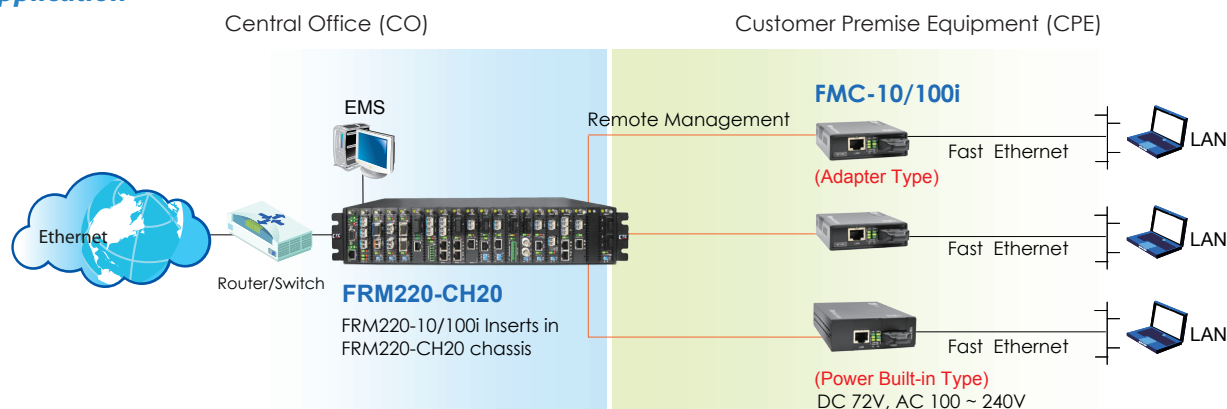 pplication
Central Office (CO)
Customer Premise Equipment (CPE)
EMS
Remote Management
FMC-10/100i
Fast Ethernet
LAN
(Adapter Type)
Ethernet
Router/Switch
Fast Ethernet
LAN
FRM220-CH20
FRM220-10/100i Inserts in
FRM220-CH20 chassis
Fast Ethernet
LAN
(Power Built-in Type)
DC 72V, AC 100 ~ 240V